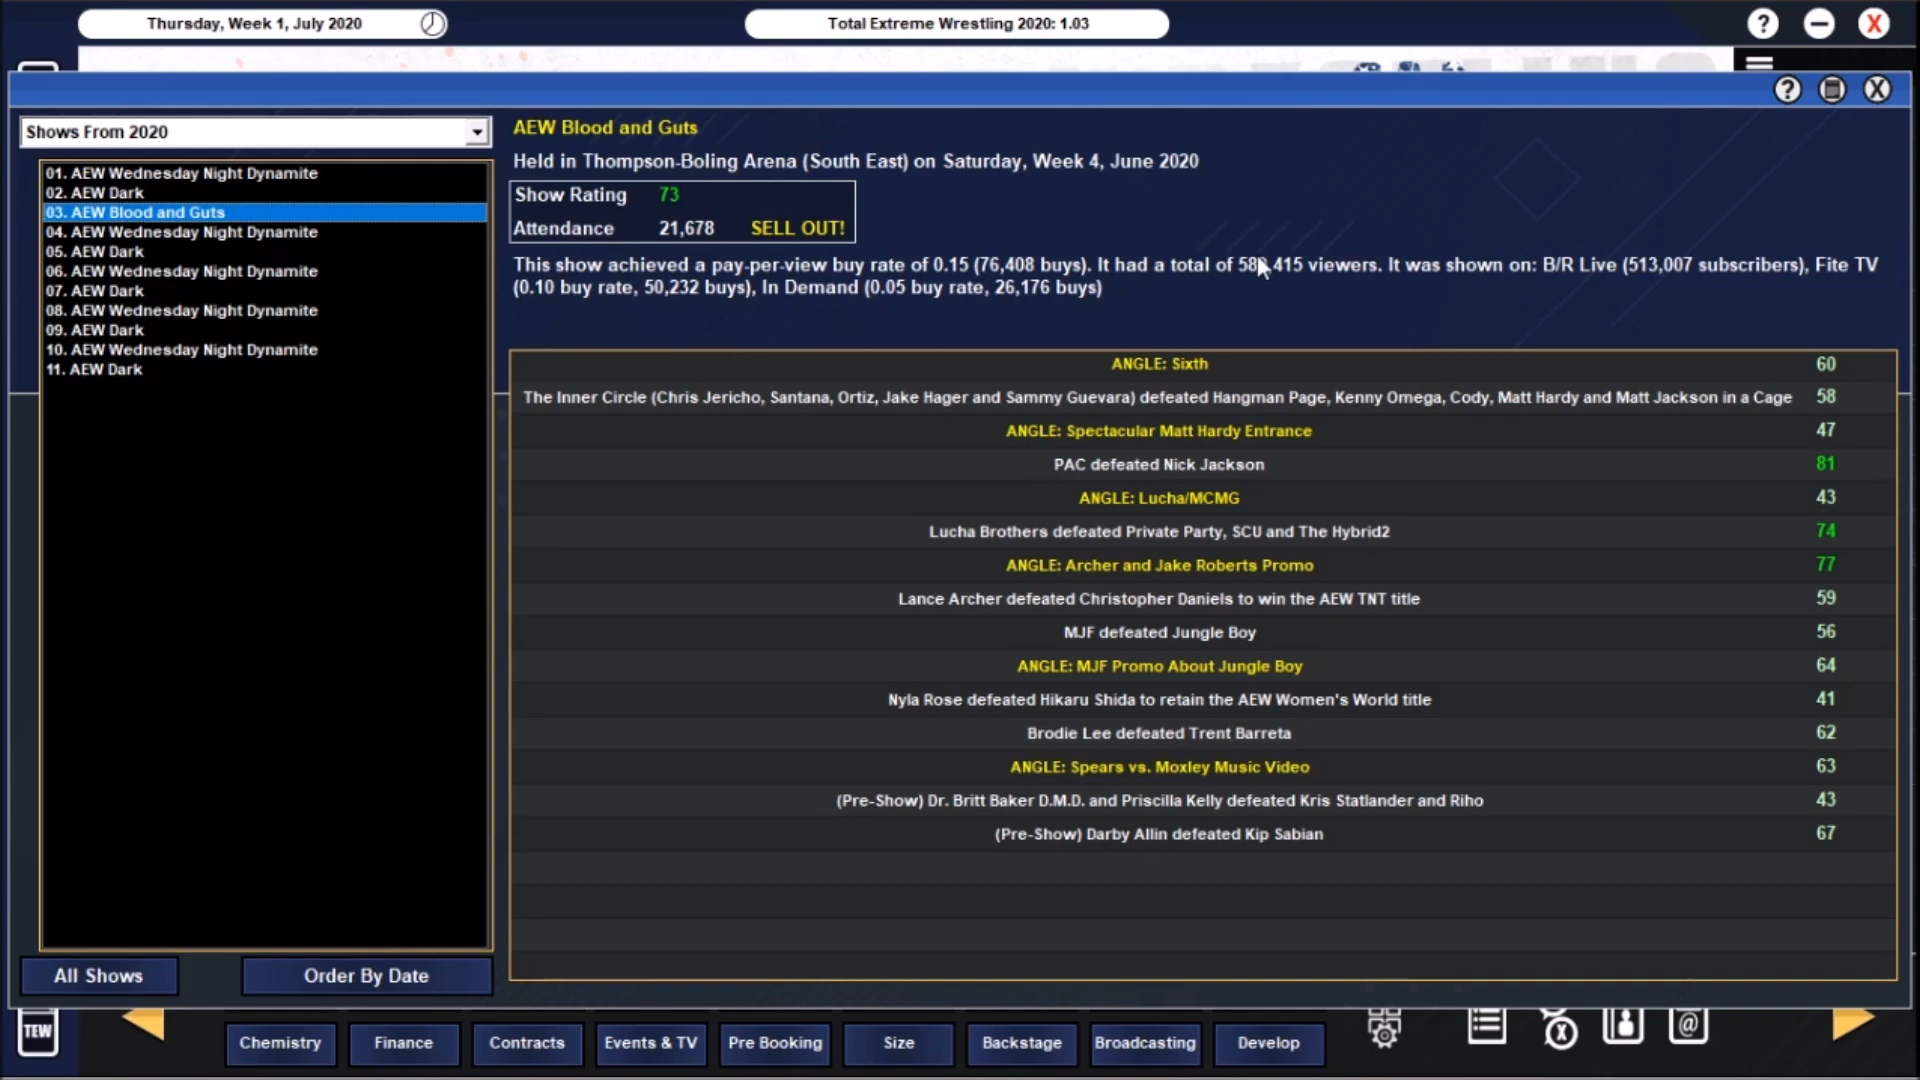 Thursday, Week 1, July 2020
Total Extreme Wrestling 2020: 1.03
? X
? X
Shows From 2020
01. AEW Wednesday Night Dynamite
02. AEW Dark
03. AEW Blood and Guts
04. AEW Wednesday Night Dynamite
05. AEW Dark
06. AEW Wednesday Night Dynamite
07. AEW Dark
08. AEW Wednesday Night Dynamite
09. AEW Dark
10. AEW Wednesday Night Dynamite
11. AEW Dark
All Shows
Order By Date
AEW Blood and Guts
Held in Thompson-Boling Arena (South East) on Saturday, Week 4, June 2020
Show Rating 73
Attendance 21,678 SELL OUT!
This show achieved a pay-per-view buy rate of 0.15 (76,408 buys). It had a total of viewers. It was shown on: B/R Live (513,007 subscribers), Fite TV
(0.10 buy rate, 50,232 buys), In Demand (0.05 buy rate, 26,176 buys)
ANGLE: Sixth 60
The Inner Circle (Chris Jericho, Santana, Ortiz, Jake Hager and Sammy Guevara) defeated Hangman Page, Kenny Omega, Cody, Matt Hardy and Matt Jackson in a Cage 58
ANGLE: Spectacular Matt Hardy Entrance 47
PAC defeated Nick Jackson 81
ANGLE: Lucha/MCMG 43
Lucha Brothers defeated Private Party, SCU and The Hybrid2 74
ANGLE: Archer and Jake Roberts Promo 77
Lance Archer defeated Christopher Daniels to win the AEW TNT title 59
MJF defeated Jungle Boy 56
ANGLE: MJF Promo About Jungle Boy 64
Nyla Rose defeated Hikaru Shida to retain the AEW Women's World title 41
Brodie Lee defeated Trent Barreta 62
ANGLE: Spears vs. Moxley Music Video 63
(Pre-Show) Dr. Britt Baker D.M.D. and Priscilla Kelly defeated Kris Statlander and Riho 43
(Pre-Show) Darby Allin defeated Kip Sabian 67
TEW
Chemistry
Finance
Contracts
Events & TV
Pre Booking
Size
Backstage
Broadcasting
Develop